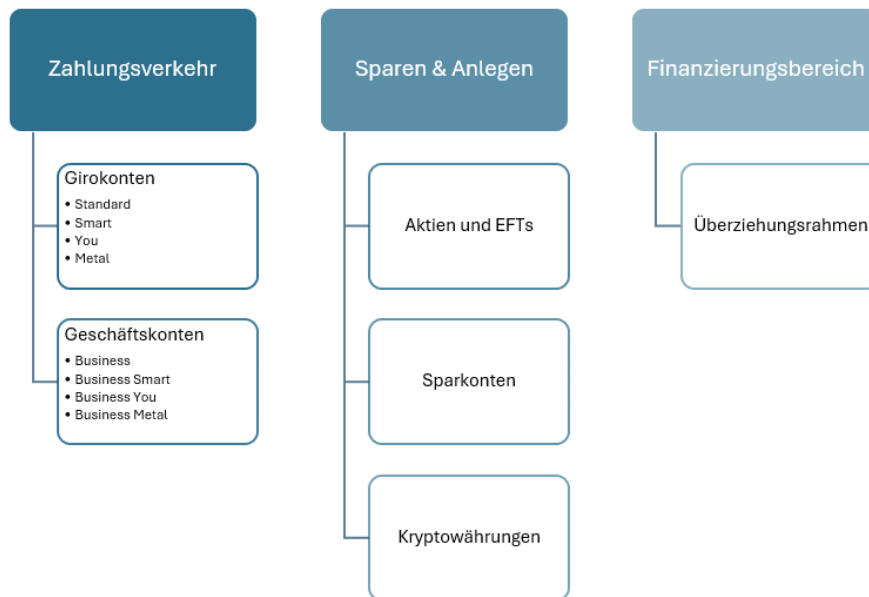 Zahlungsverkehr
Girokonten
• Standard
• Smart
• You
• Metal
Geschäftskonten
• Business
• Business Smart
• Business You
• Business Metal
Sparen & Anlegen
Aktien und EFTs
Sparkonten
Kryptowährungen
Finanzierungsbereich
Überziehungsrahmen